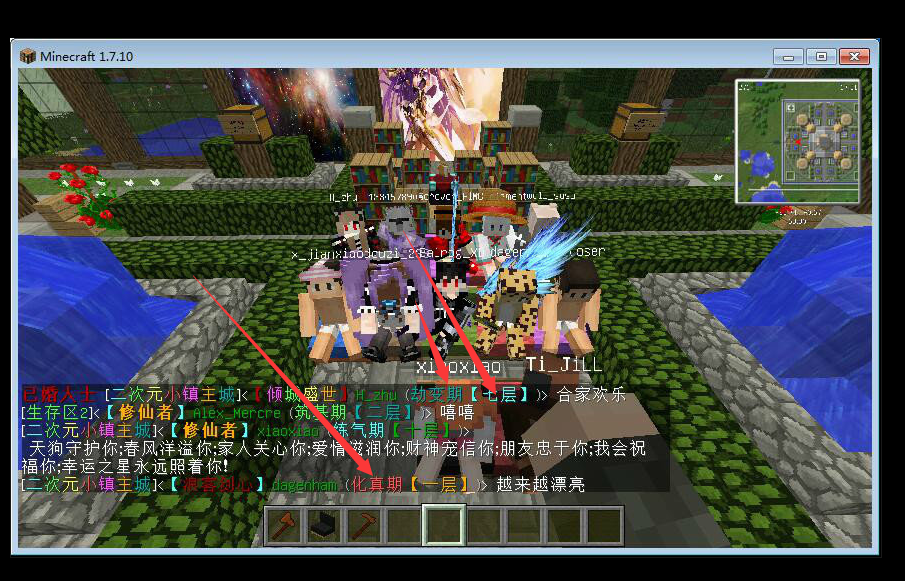 Minecraft 1.7.10
H_zhu
xiaoxiao Ti_JiLL
已婚人士 [二次元小镇主城]<【倾城盛世】H_zhu (劫变期【七层】)> 合家欢乐
[生存区2]<【修仙者】Alex_Mercre (筑基期【二层】)> 嘻嘻
[二次元小镇主城]<【修仙者】xiaoxiao (炼气期【十层】)>
天狗守护你;春风洋溢你;家人关心你;爱情滋润你;财神宠信你;朋友忠于你;我会祝
福你;幸运之星永远照着你!
[二次元小镇主城]<【浪客剑心】dagenham (化真期【一层】)> 越来越漂亮